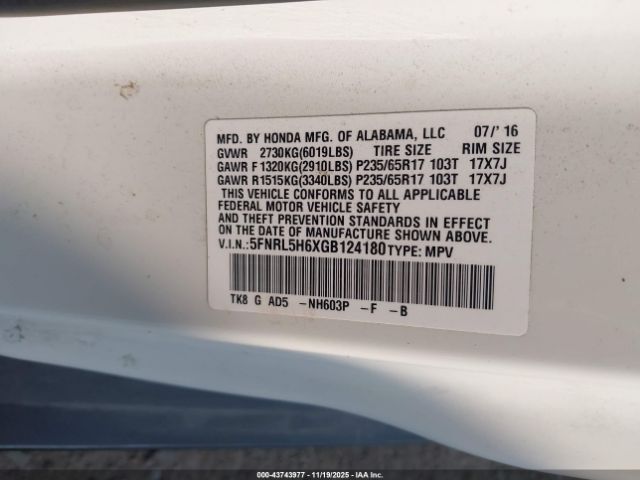 MFD. BY HONDA MFG. OF ALABAMA, LLC 07/' 16
GVWR 2730KG(6019LBS) TIRE SIZE RIM SIZE
GAWR F 1320KG(2910LBS) P235/65R17 103T 17X7J
GAWR R1515KG(3340LBS) P235/65R17 103T 17X7J
THIS VEHICLE CONFORMS TO ALL APPLICABLE
FEDERAL MOTOR VEHICLE SAFETY
AND THEFT PREVENTION STANDARDS IN EFFECT
ON THE DATE OF MANUFACTURE SHOWN ABOVE.
V.I.N.:5FNRL5H6XGB124180 TYPE: MPV
TK8 G AD5 -NH603P -F -B
000-43743977 - 11/19/2025 - IAA Inc.